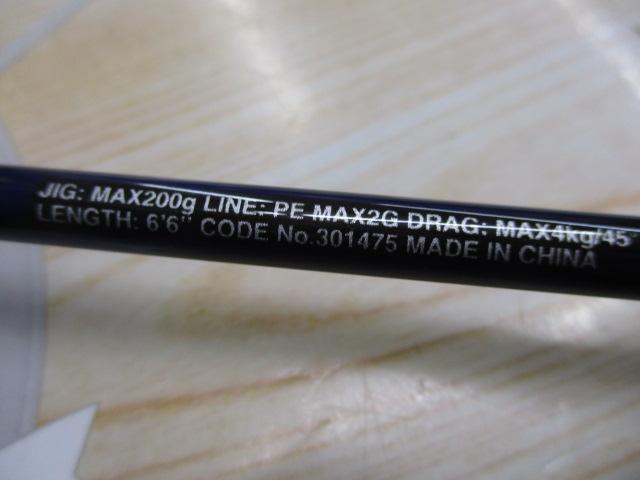 JIG: MAX200g LINE: PE MAX2G DRAG: MAX4kg/45°
LENGTH: 6'6'' CODE No.301475 MADE IN CHINA